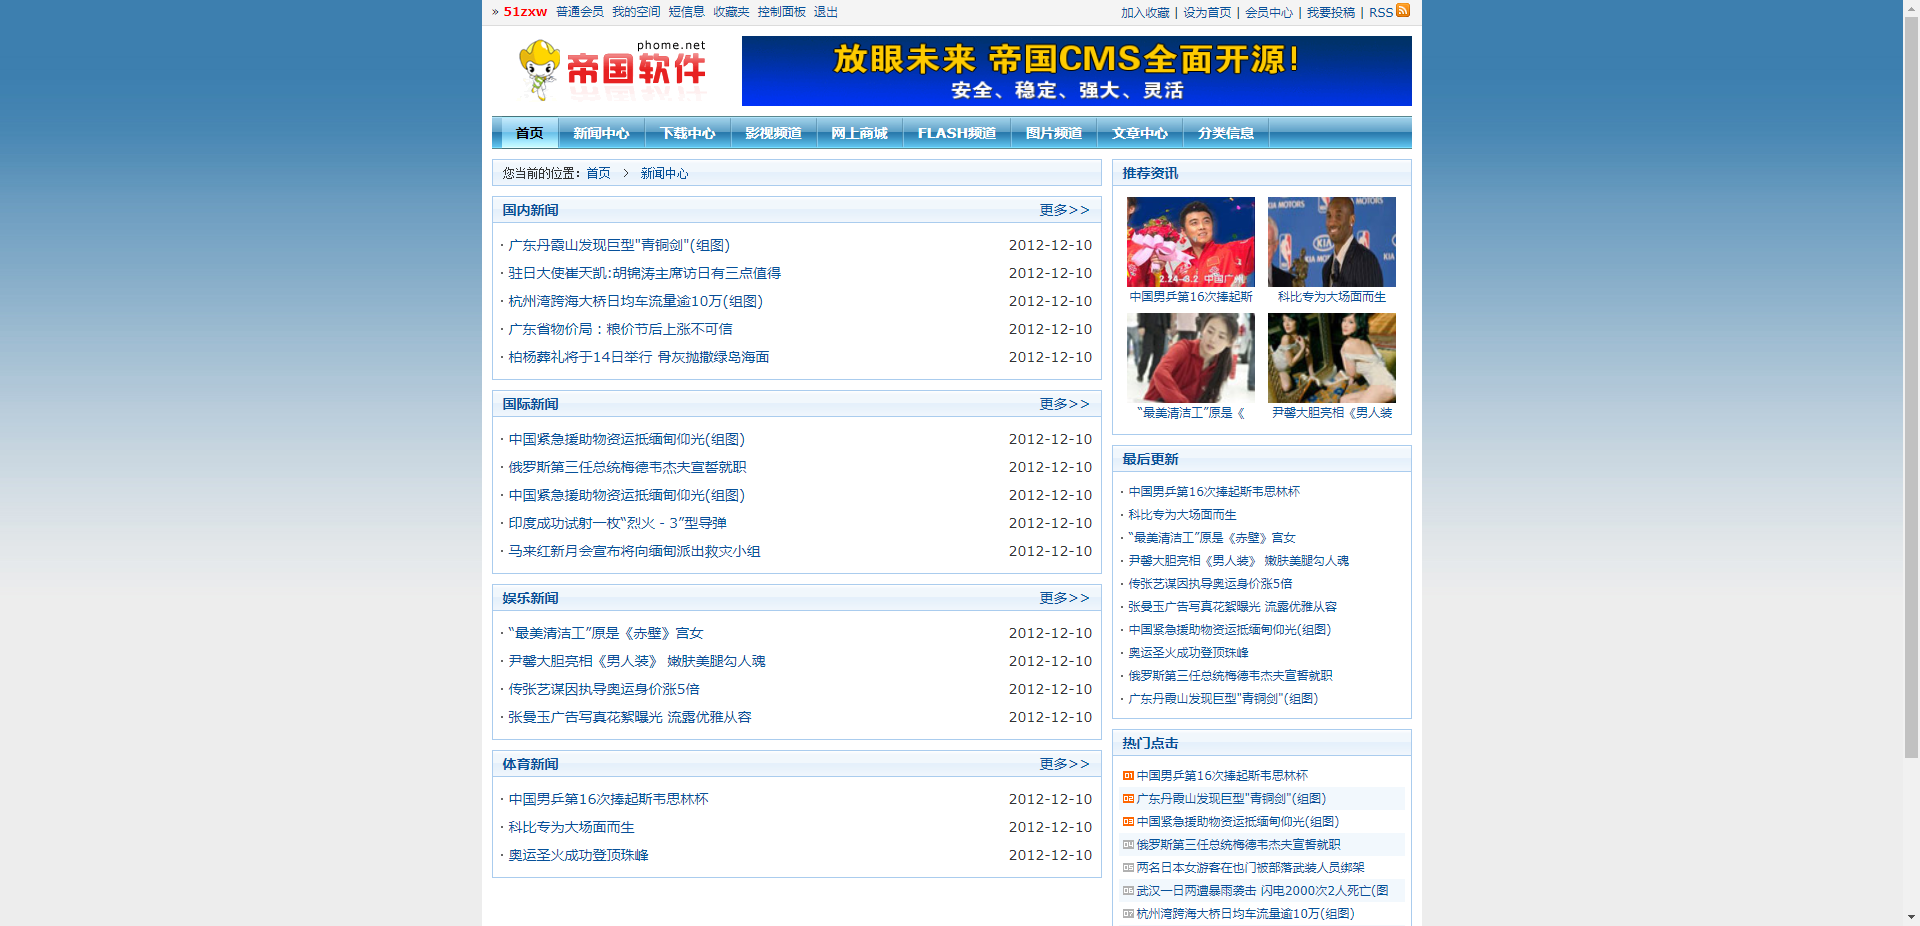 » 51zxw 普通会员 我的空间 短信息 收藏夹 控制面板 退出
加入收藏 | 设为首页 | 会员中心 | 我要投稿 | RSS
phome.net
帝国软件
放眼未来 帝国CMS全面开源!
安全、稳定、强大、灵活
首页 新闻中心 下载中心 影视频道 网上商城 FLASH频道 图片频道 文章中心 分类信息
您当前的位置：首页 > 新闻中心
国内新闻 更多>>
· 广东丹霞山发现巨型"青铜剑"(组图) 2012-12-10
· 驻日大使崔天凯:胡锦涛主席访日有三点值得 2012-12-10
· 杭州湾跨海大桥日均车流量逾10万(组图) 2012-12-10
· 广东省物价局：粮价节后上涨不可信 2012-12-10
· 柏杨葬礼将于14日举行 骨灰抛撒绿岛海面 2012-12-10
国际新闻 更多>>
· 中国紧急援助物资运抵缅甸仰光(组图) 2012-12-10
· 俄罗斯第三任总统梅德韦杰夫宣誓就职 2012-12-10
· 中国紧急援助物资运抵缅甸仰光(组图) 2012-12-10
· 印度成功试射一枚“烈火－3”型导弹 2012-12-10
· 马来红新月会宣布将向缅甸派出救灾小组 2012-12-10
娱乐新闻 更多>>
· “最美清洁工”原是《赤壁》宫女 2012-12-10
· 尹馨大胆亮相《男人装》 嫩肤美腿勾人魂 2012-12-10
· 传张艺谋因执导奥运身价涨5倍 2012-12-10
· 张曼玉广告写真花絮曝光 流露优雅从容 2012-12-10
体育新闻 更多>>
· 中国男乒第16次捧起斯韦思林杯 2012-12-10
· 科比专为大场面而生 2012-12-10
· 奥运圣火成功登顶珠峰 2012-12-10
推荐资讯
2.24-3.2 中国广州
KIA MOTORS
NBA
KIA
中国男乒第16次捧起斯
科比专为大场面而生
“最美清洁工”原是《
尹馨大胆亮相《男人装
最后更新
· 中国男乒第16次捧起斯韦思林杯
· 科比专为大场面而生
· “最美清洁工”原是《赤壁》宫女
· 尹馨大胆亮相《男人装》 嫩肤美腿勾人魂
· 传张艺谋因执导奥运身价涨5倍
· 张曼玉广告写真花絮曝光 流露优雅从容
· 中国紧急援助物资运抵缅甸仰光(组图)
· 奥运圣火成功登顶珠峰
· 俄罗斯第三任总统梅德韦杰夫宣誓就职
· 广东丹霞山发现巨型"青铜剑"(组图)
热门点击
01 中国男乒第16次捧起斯韦思林杯
02 广东丹霞山发现巨型"青铜剑"(组图)
03 中国紧急援助物资运抵缅甸仰光(组图)
04 俄罗斯第三任总统梅德韦杰夫宣誓就职
05 两名日本女游客在也门被部落武装人员绑架
06 武汉一日两遭暴雨袭击 闪电2000次2人死亡(图
07 杭州湾跨海大桥日均车流量逾10万(组图)